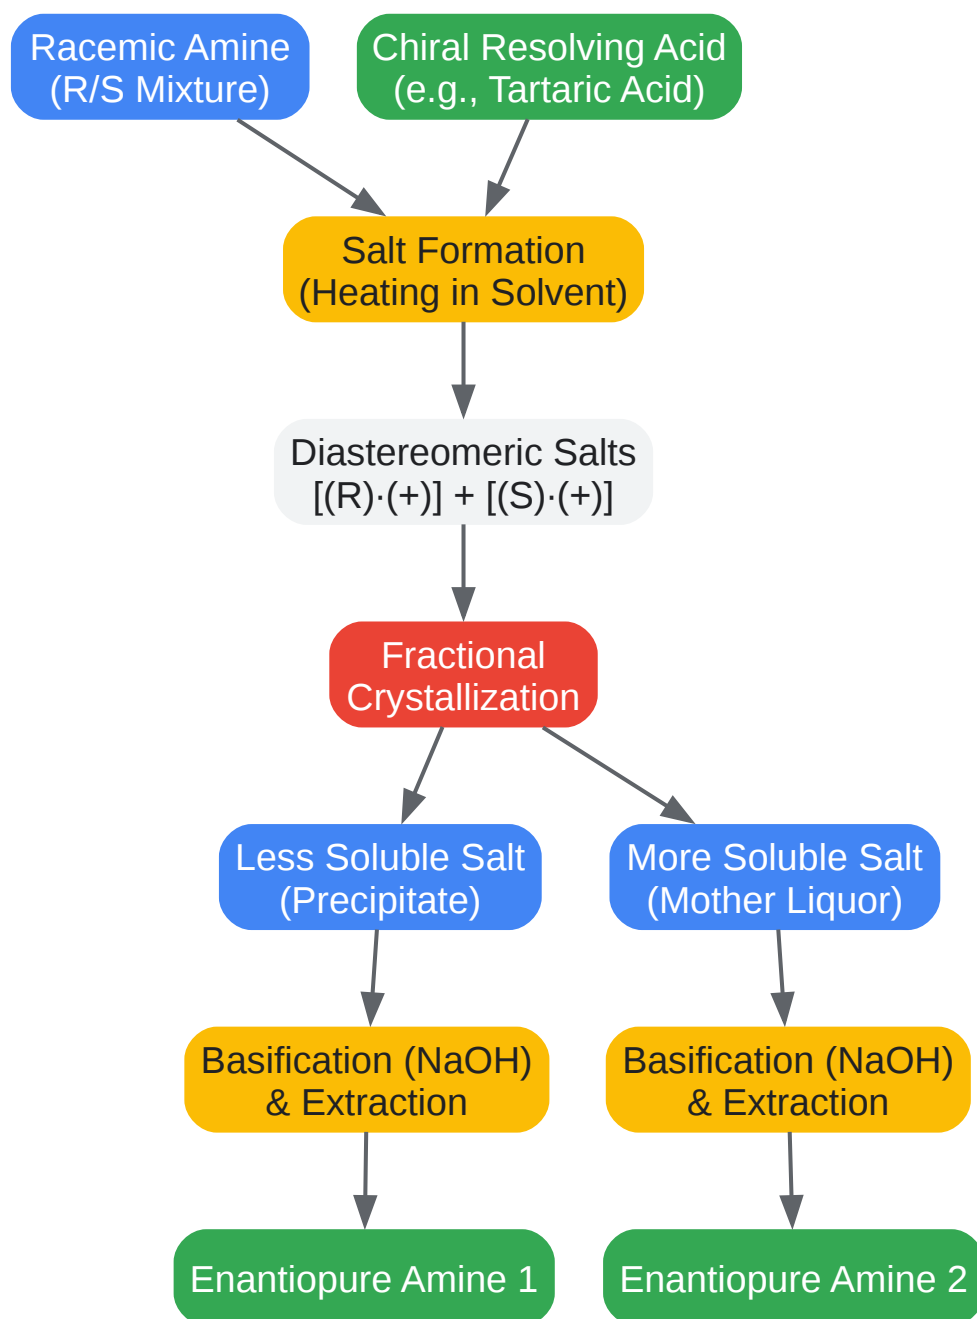 Racemic Amine
(R/S Mixture)
Chiral Resolving Acid
(e.g., Tartaric Acid)
Salt Formation
(Heating in Solvent)
Diastereomeric Salts
[(R)·(+)] + [(S)·(+)]
Fractional
Crystallization
Less Soluble Salt
(Precipitate)
More Soluble Salt
(Mother Liquor)
Basification (NaOH)
& Extraction
Basification (NaOH)
& Extraction
Enantiopure Amine 1
Enantiopure Amine 2